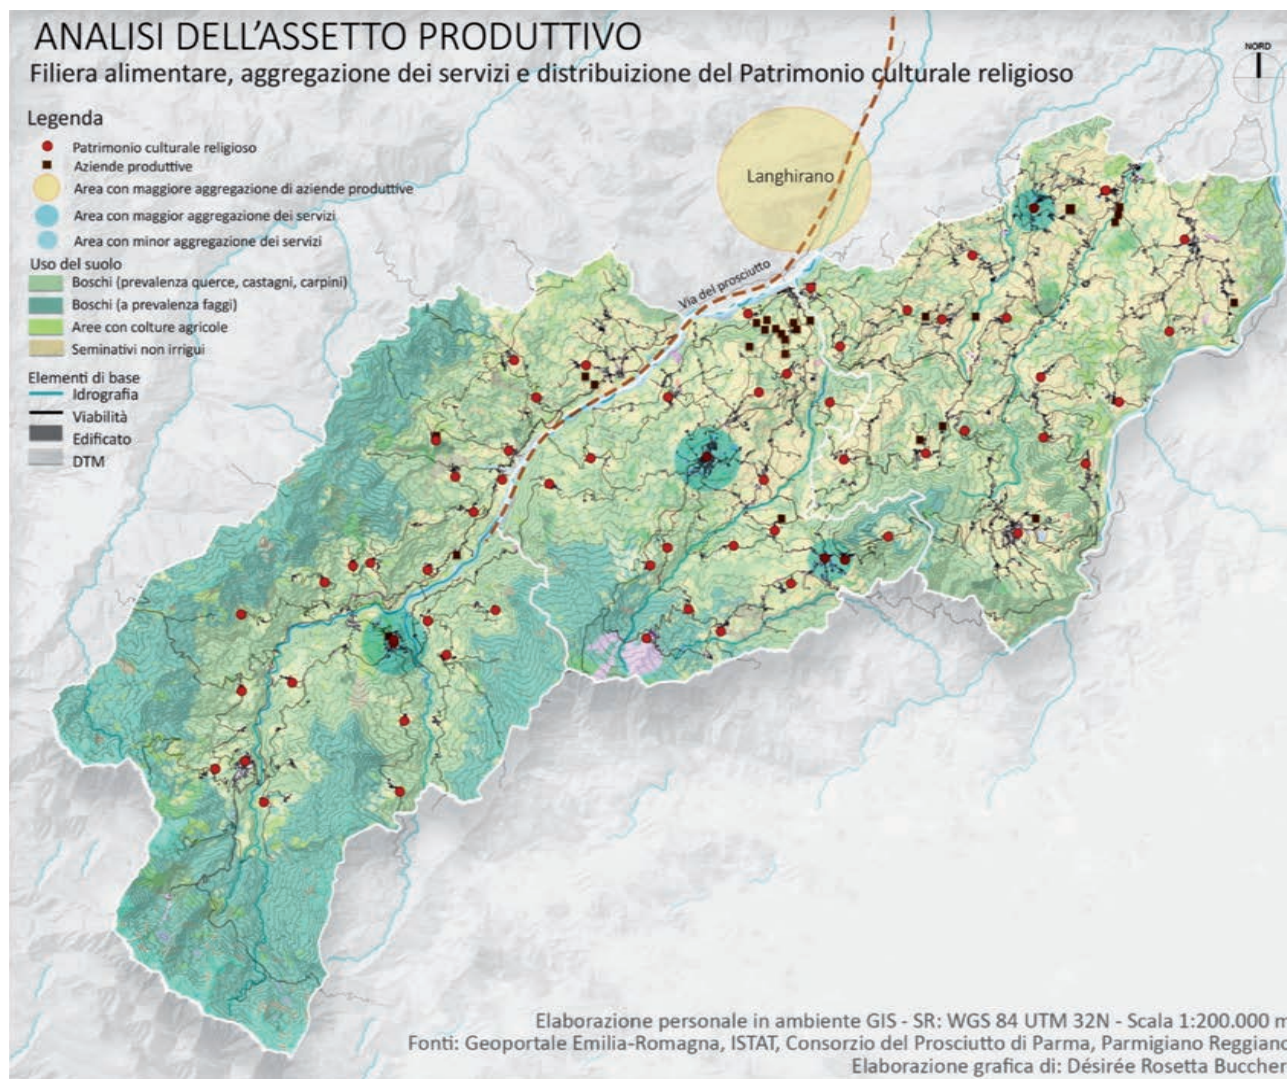 ANALISI DELL'ASSETTO PRODUTTIVO
Filiera alimentare, aggregazione dei servizi e distribuizione del Patrimonio culturale religioso
NORD
Legenda
Patrimonio culturale religioso
Aziende produttive
Area con maggiore aggregazione di aziende produttive
Area con maggior aggregazione dei servizi
Area con minor aggregazione dei servizi
Uso del suolo
Boschi (prevalenza querce, castagni, carpini)
Boschi (a prevalenza faggi)
Aree con colture agricole
Seminativi non irrigui
Elementi di base
Idrografia
Viabilità
Edificato
DTM
Langhirano
Via del prosciutto
Elaborazione personale in ambiente GIS - SR: WGS 84 UTM 32N - Scala 1:200.000 m
Fonti: Geoportale Emilia-Romagna, ISTAT, Consorzio del Prosciutto di Parma, Parmigiano Reggiano
Elaborazione grafica di: Désirée Rosetta Buccher